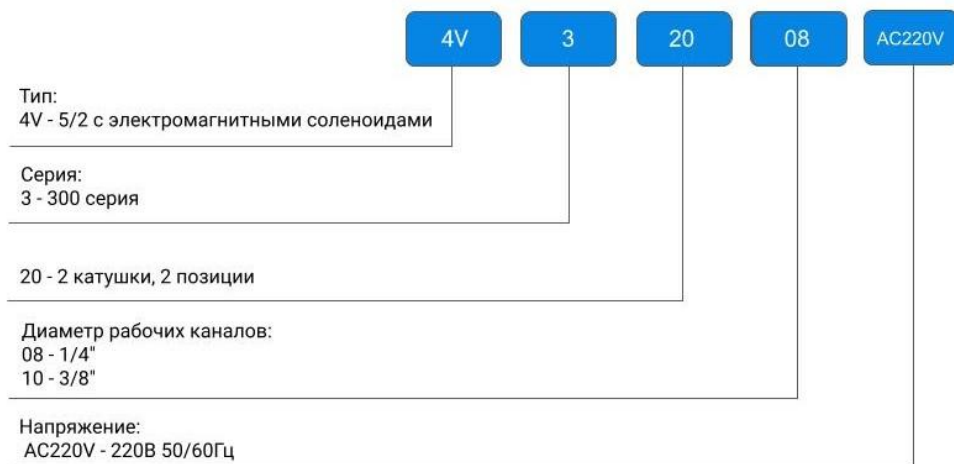 4V 3 20 08 AC220V
Тип:
4V - 5/2 с электромагнитными соленоидами
Серия:
3 - 300 серия
20 - 2 катушки, 2 позиции
Диаметр рабочих каналов:
08 - 1/4"
10 - 3/8"
Напряжение:
AC220V - 220В 50/60Гц